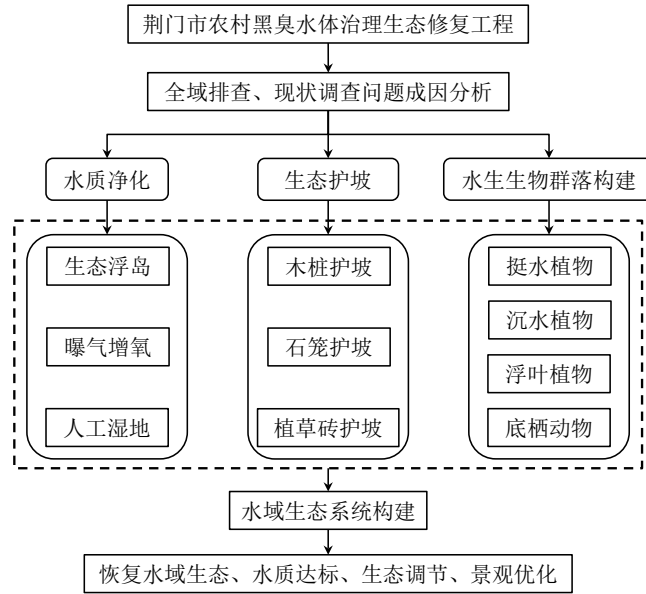 荆门市农村黑臭水体治理生态修复工程
全域排查、现状调查问题成因分析
水质净化
生态护坡
水生生物群落构建
生态浮岛
曝气增氧
人工湿地
木桩护坡
石笼护坡
植草砖护坡
挺水植物
沉水植物
浮叶植物
底栖动物
水域生态系统构建
恢复水域生态、水质达标、生态调节、景观优化